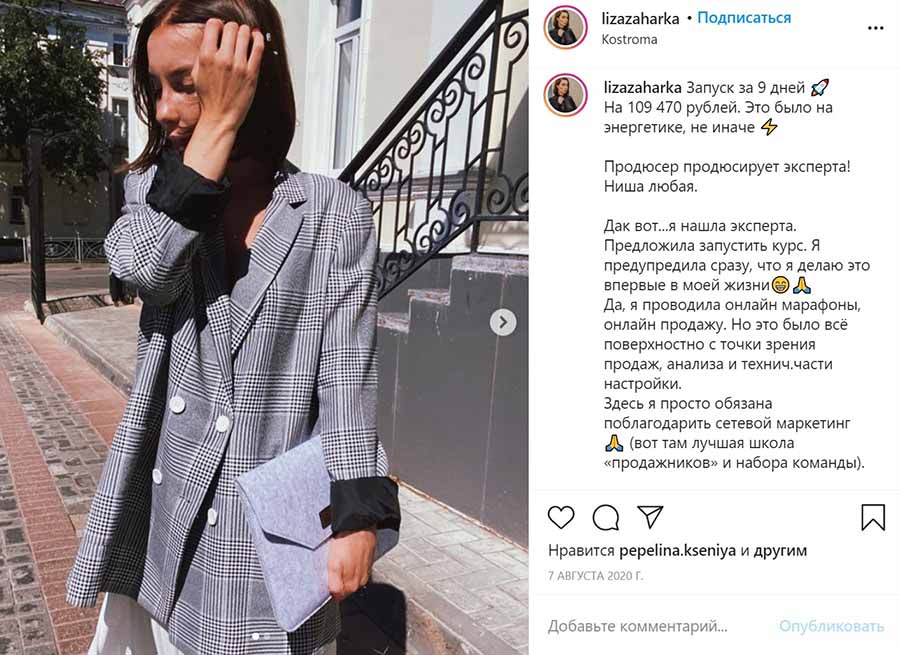 lizazaharka • Подписаться
Kostroma
lizazaharka Запуск за 9 дней 🚀
На 109 470 рублей. Это было на
энергетике, не иначе ⚡
Продюсер продюсирует эксперта!
Ниша любая.
Дак вот...я нашла эксперта.
Предложила запустить курс. Я
предупредила сразу, что я делаю это
впервые в моей жизни😁🙏
Да, я проводила онлайн марафоны,
онлайн продажу. Но это было всё
поверхностно с точки зрения
продаж, анализа и технич.части
настройки.
Здесь я просто обязана
поблагодарить сетевой маркетинг
🙏 (вот там лучшая школа
«продажников» и набора команды).
Нравится pepelina.kseniya и другим
7 АВГУСТА 2020 Г.
Добавьте комментарий...
Опубликовать